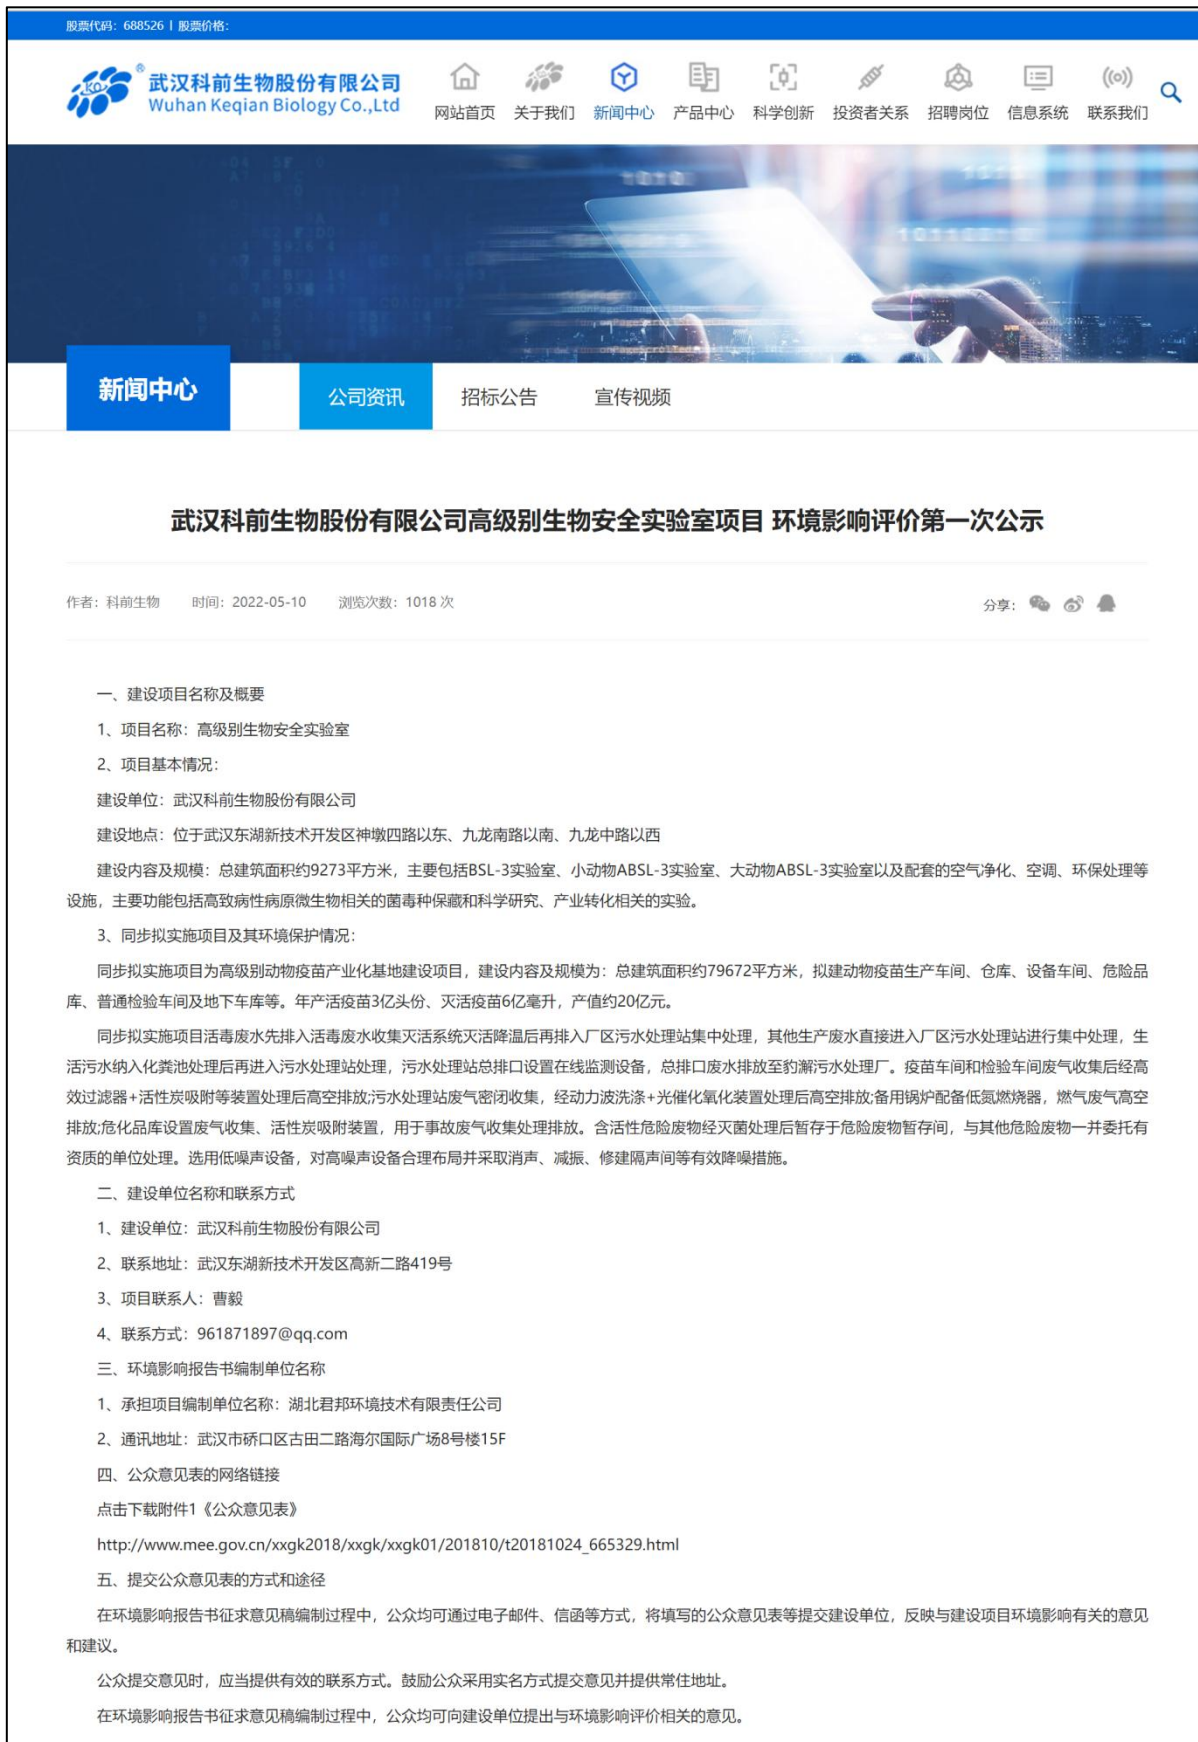 股票代码：688526 | 股票价格：
武汉科前生物股份有限公司
Wuhan Keqian Biology Co.,Ltd
网站首页 关于我们 新闻中心 产品中心 科学创新 投资者关系 招聘岗位 信息系统 联系我们
新闻中心
公司资讯 招标公告 宣传视频
武汉科前生物股份有限公司高级别生物安全实验室项目 环境影响评价第一次公示
作者：科前生物 时间：2022-05-10 浏览次数：1018 次
分享：
一、建设项目名称及概要
1、项目名称：高级别生物安全实验室
2、项目基本情况：
建设单位：武汉科前生物股份有限公司
建设地点：位于武汉东湖新技术开发区神墩四路以东、九龙南路以南、九龙中路以西
建设内容及规模：总建筑面积约9273平方米，主要包括BSL-3实验室、小动物ABSL-3实验室、大动物ABSL-3实验室以及配套的空气净化、空调、环保处理等
设施，主要功能包括高致病性病原微生物相关的菌毒种保藏和科学研究、产业转化相关的实验。
3、同步拟实施项目及其环境保护情况：
同步拟实施项目为高级别动物疫苗产业化基地建设项目，建设内容及规模为：总建筑面积约79672平方米，拟建动物疫苗生产车间、仓库、设备车间、危险品
库、普通检验车间及地下车库等。年产活疫苗3亿头份、灭活疫苗6亿毫升，产值约20亿元。
同步拟实施项目活毒废水先排入活毒废水收集灭活系统灭活降温后再排入厂区污水处理站集中处理，其他生产废水直接进入厂区污水处理站进行集中处理，生
活污水纳入化粪池处理后再进入污水处理站处理，污水处理站总排口设置在线监测设备，总排口废水排放至豹澥污水处理厂。疫苗车间和检验车间废气收集后经高
效过滤器+活性炭吸附等装置处理后高空排放;污水处理站废气密闭收集，经动力波洗涤+光催化氧化装置处理后高空排放;备用锅炉配备低氮燃烧器，燃气废气高空
排放;危化品库设置废气收集、活性炭吸附装置，用于事故废气收集处理排放。含活性危险废物经灭菌处理后暂存于危险废物暂存间，与其他危险废物一并委托有
资质的单位处理。选用低噪声设备，对高噪声设备合理布局并采取消声、减振、修建隔声间等有效降噪措施。
二、建设单位名称和联系方式
1、建设单位：武汉科前生物股份有限公司
2、联系地址：武汉东湖新技术开发区高新二路419号
3、项目联系人：曹毅
4、联系方式：961871897@qq.com
三、环境影响报告书编制单位名称
1、承担项目编制单位名称：湖北君邦环境技术有限责任公司
2、通讯地址：武汉市硚口区古田二路海尔国际广场8号楼15F
四、公众意见表的网络链接
点击下载附件1《公众意见表》
http://www.mee.gov.cn/xxgk2018/xxgk/xxgk01/201810/t20181024_665329.html
五、提交公众意见表的方式和途径
在环境影响报告书征求意见稿编制过程中，公众均可通过电子邮件、信函等方式，将填写的公众意见表等提交建设单位，反映与建设项目环境影响有关的意见
和建议。
公众提交意见时，应当提供有效的联系方式。鼓励公众采用实名方式提交意见并提供常住地址。
在环境影响报告书征求意见稿编制过程中，公众均可向建设单位提出与环境影响评价相关的意见。